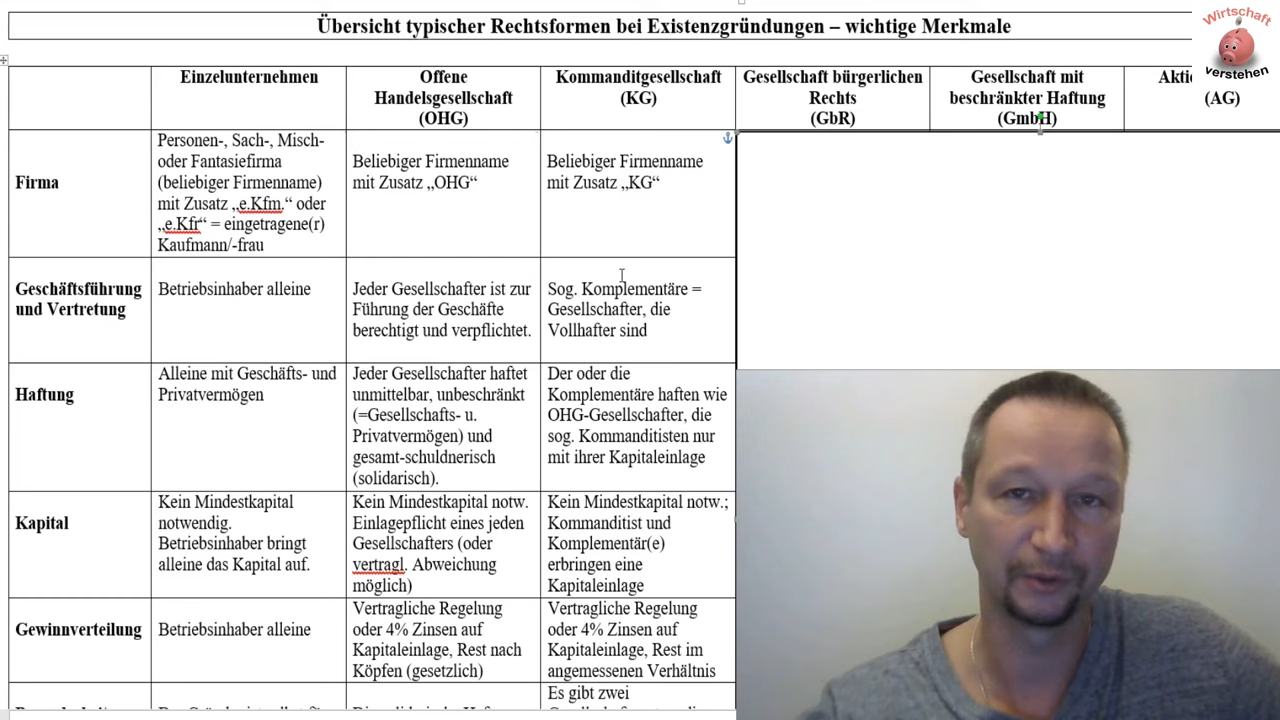 Übersicht typischer Rechtsformen bei Existenzgründungen – wichtige Merkmale
Wirtschaft
verstehen
Einzelunternehmen
Offene
Handelsgesellschaft
(OHG)
Kommanditgesellschaft
(KG)
Gesellschaft bürgerlichen
Rechts
(GbR)
Gesellschaft mit
beschränkter Haftung
(GmbH)
(AG)
Firma
Personen-, Sach-, Misch-
oder Fantasiefirma
(beliebiger Firmenname)
mit Zusatz „e.Kfm.“ oder
„e.Kfr“ = eingetragene(r)
Kaufmann/-frau
Beliebiger Firmenname
mit Zusatz „OHG“
Beliebiger Firmenname
mit Zusatz „KG“
Geschäftsführung
und Vertretung
Betriebsinhaber alleine
Jeder Gesellschafter ist zur
Führung der Geschäfte
berechtigt und verpflichtet.
Sog. Komplementäre =
Gesellschafter, die
Vollhafter sind
Haftung
Alleine mit Geschäfts- und
Privatvermögen
Jeder Gesellschafter haftet
unmittelbar, unbeschränkt
(=Gesellschafts- u.
Privatvermögen) und
gesamt-schuldnerisch
(solidarisch).
Der oder die
Komplementäre haften wie
OHG-Gesellschafter, die
sog. Kommanditisten nur
mit ihrer Kapitaleinlage
Kapital
Kein Mindestkapital
notwendig.
Betriebsinhaber bringt
alleine das Kapital auf.
Kein Mindestkapital notw.
Einlagepflicht eines jeden
Gesellschafters (oder
vertragl. Abweichung
möglich)
Kein Mindestkapital notw.;
Kommanditist und
Komplementär(e)
erbringen eine
Kapitaleinlage
Gewinnverteilung
Betriebsinhaber alleine
Vertragliche Regelung
oder 4% Zinsen auf
Kapitaleinlage, Rest nach
Köpfen (gesetzlich)
Vertragliche Regelung
oder 4% Zinsen auf
Kapitaleinlage, Rest im
angemessenen Verhältnis
Es gibt zwei